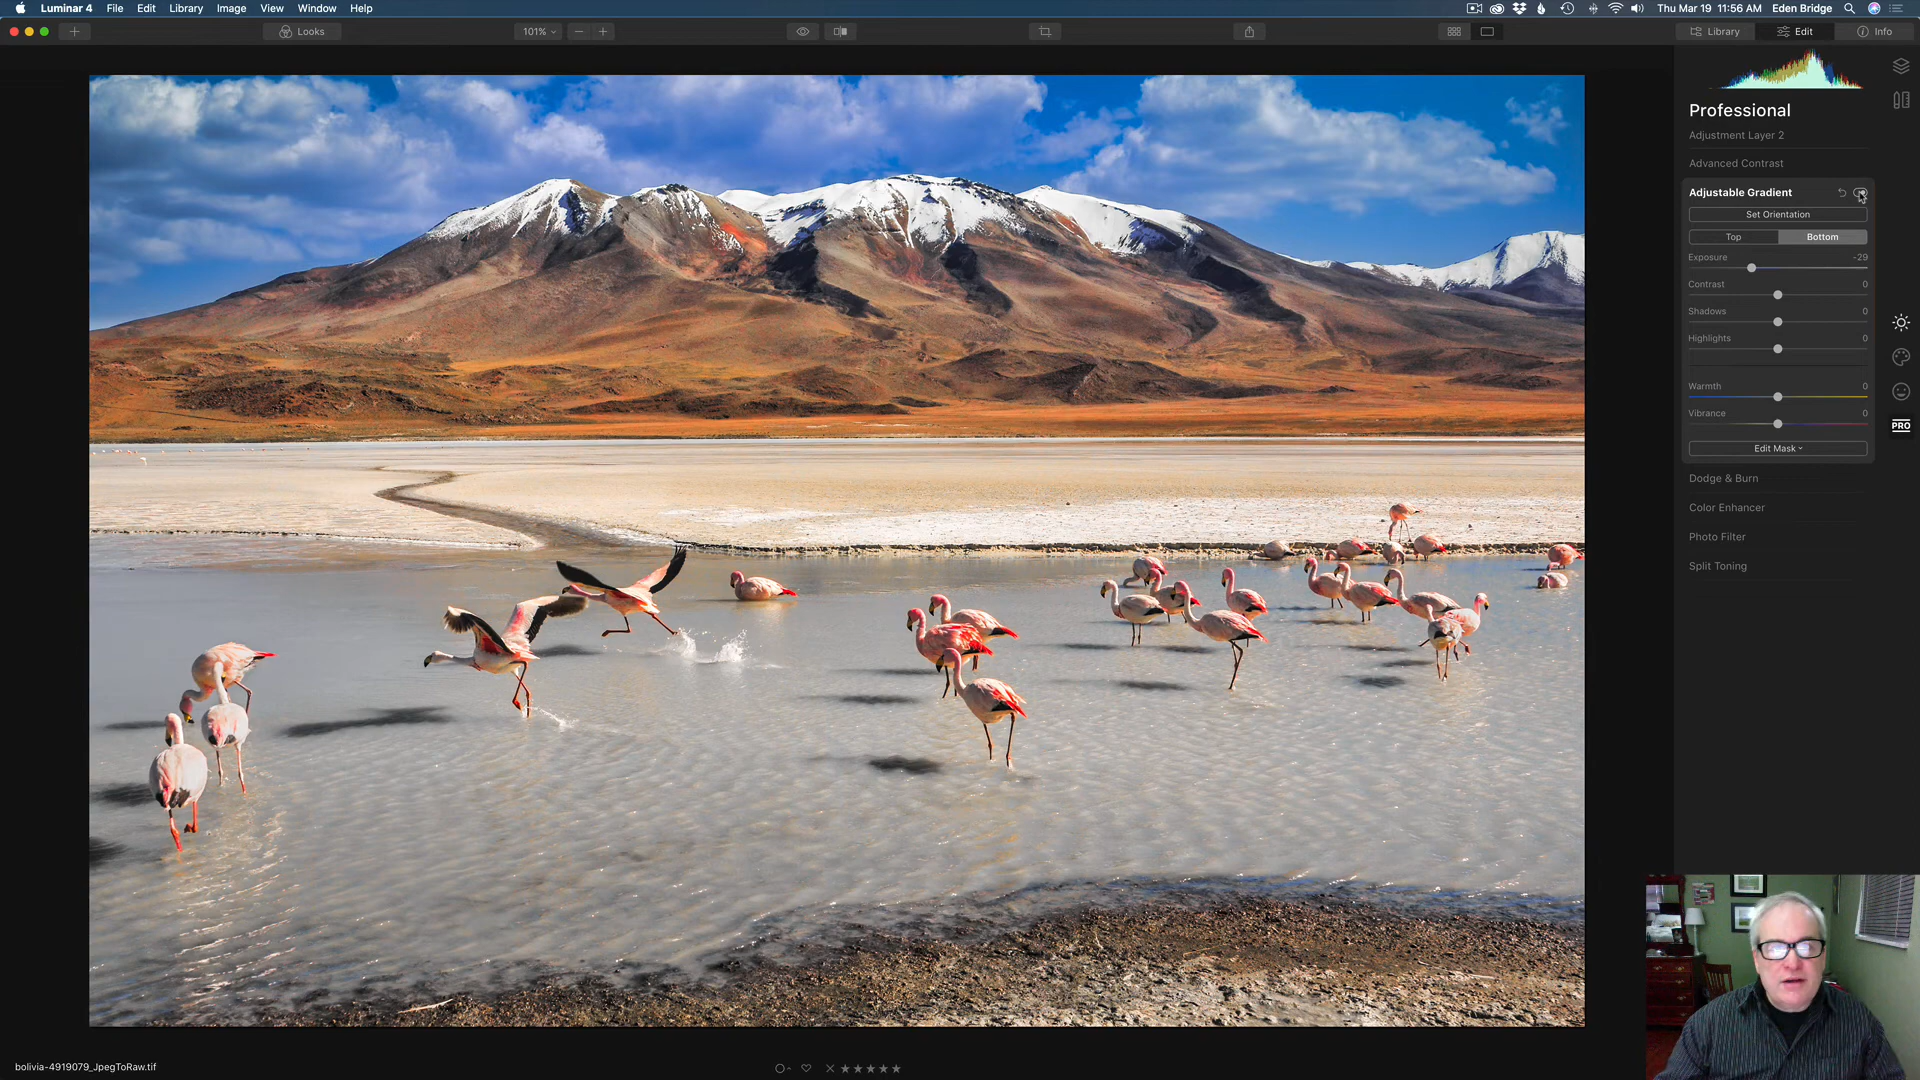 Luminar 4 File Edit Library Image View Window Help Thu Mar 19 11:56 AM Eden Bridge
Looks 101% Library Edit Info
Professional
Adjustment Layer 2
Advanced Contrast
Adjustable Gradient
Set Orientation
Top Bottom
Exposure -29
Contrast 0
Shadows 0
Highlights 0
Warmth 0
Vibrance 0
PRO
Edit Mask
Dodge & Burn
Color Enhancer
Photo Filter
Split Toning
bolivia-4919079_JpegToRaw.tif